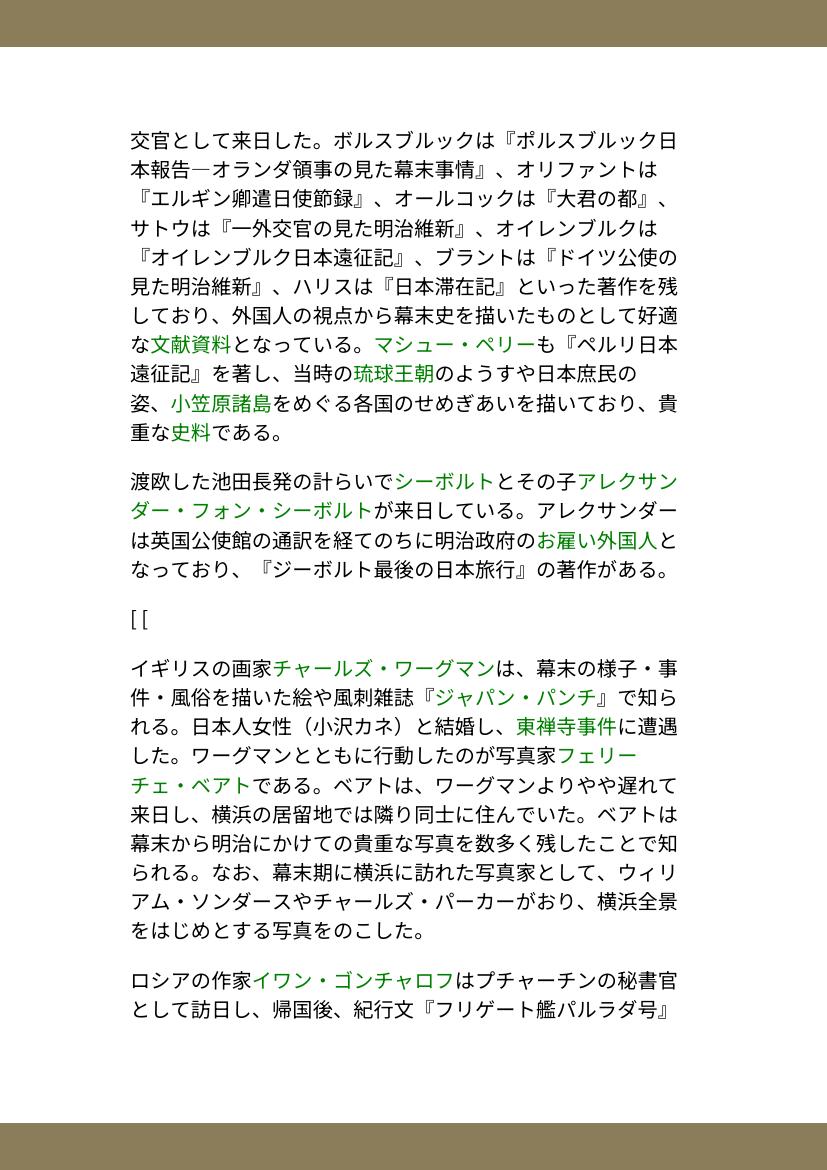 交官として来日した。ボルスブルックは『ポルスブルック日
本報告―オランダ領事の見た幕末事情』、オリファントは
『エルギン卿遣日使節録』、オールコックは『大君の都』、
サトウは『一外交官の見た明治維新』、オイレンブルクは
『オイレンブルク日本遠征記』、ブラントは『ドイツ公使の
見た明治維新』、ハリスは『日本滞在記』といった著作を残
しており、外国人の視点から幕末史を描いたものとして好適
な文献資料となっている。マシュー・ペリーも『ペルリ日本
遠征記』を著し、当時の琉球王朝のようすや日本庶民の
姿、小笠原諸島をめぐる各国のせめぎあいを描いており、貴
重な史料である。
渡欧した池田長発の計らいでシーボルトとその子アレクサン
ダー・フォン・シーボルトが来日している。アレクサンダー
は英国公使館の通訳を経てのちに明治政府のお雇い外国人と
なっており、『ジーボルト最後の日本旅行』の著作がある。
[ [
イギリスの画家チャールズ・ワーグマンは、幕末の様子・事
件・風俗を描いた絵や風刺雑誌『ジャパン・パンチ』で知ら
れる。日本人女性（小沢カネ）と結婚し、東禅寺事件に遭遇
した。ワーグマンとともに行動したのが写真家フェリー
チェ・ベアトである。ベアトは、ワーグマンよりやや遅れて
来日し、横浜の居留地では隣り同士に住んでいた。ベアトは
幕末から明治にかけての貴重な写真を数多く残したことで知
られる。なお、幕末期に横浜に訪れた写真家として、ウィリ
アム・ソンダースやチャールズ・パーカーがおり、横浜全景
をはじめとする写真をのこした。
ロシアの作家イワン・ゴンチャロフはプチャーチンの秘書官
として訪日し、帰国後、紀行文『フリゲート艦パルラダ号』